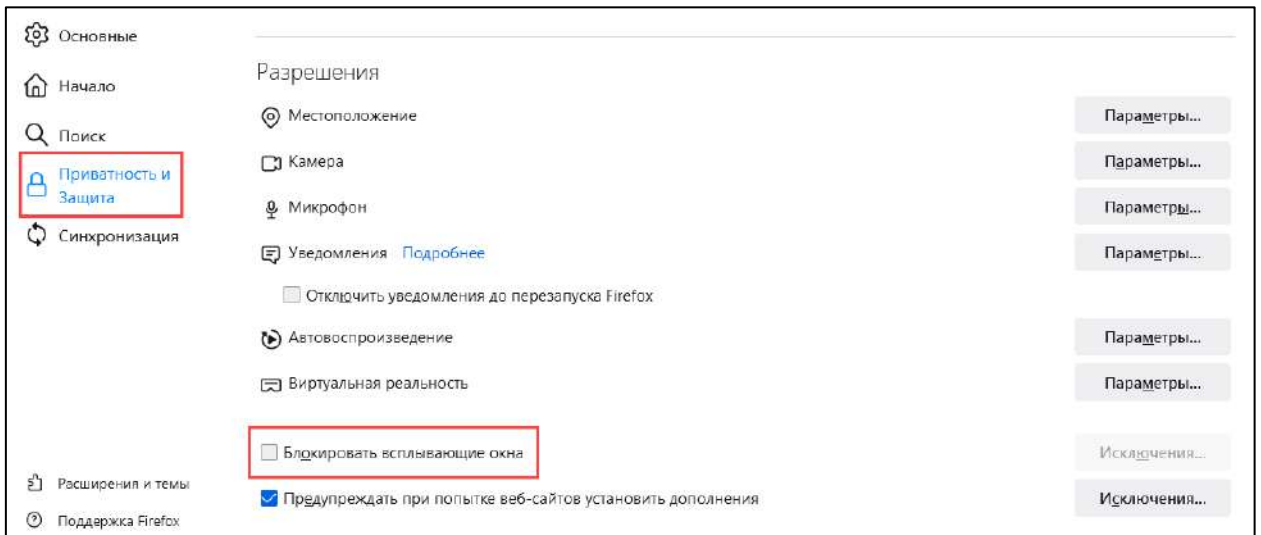 Основные
Начало
Поиск
Приватность и
Защита
Синхронизация
Расширения и темы
Поддержка Firefox
Разрешения
Местоположение Параметры...
Камера Параметры...
Микрофон Параметры...
Уведомления Подробнее Параметры...
Отключить уведомления до перезапуска Firefox
Автовоспроизведение Параметры...
Виртуальная реальность Параметры...
Блокировать всплывающие окна Исключения...
Предупреждать при попытке веб-сайтов установить дополнения Исключения...